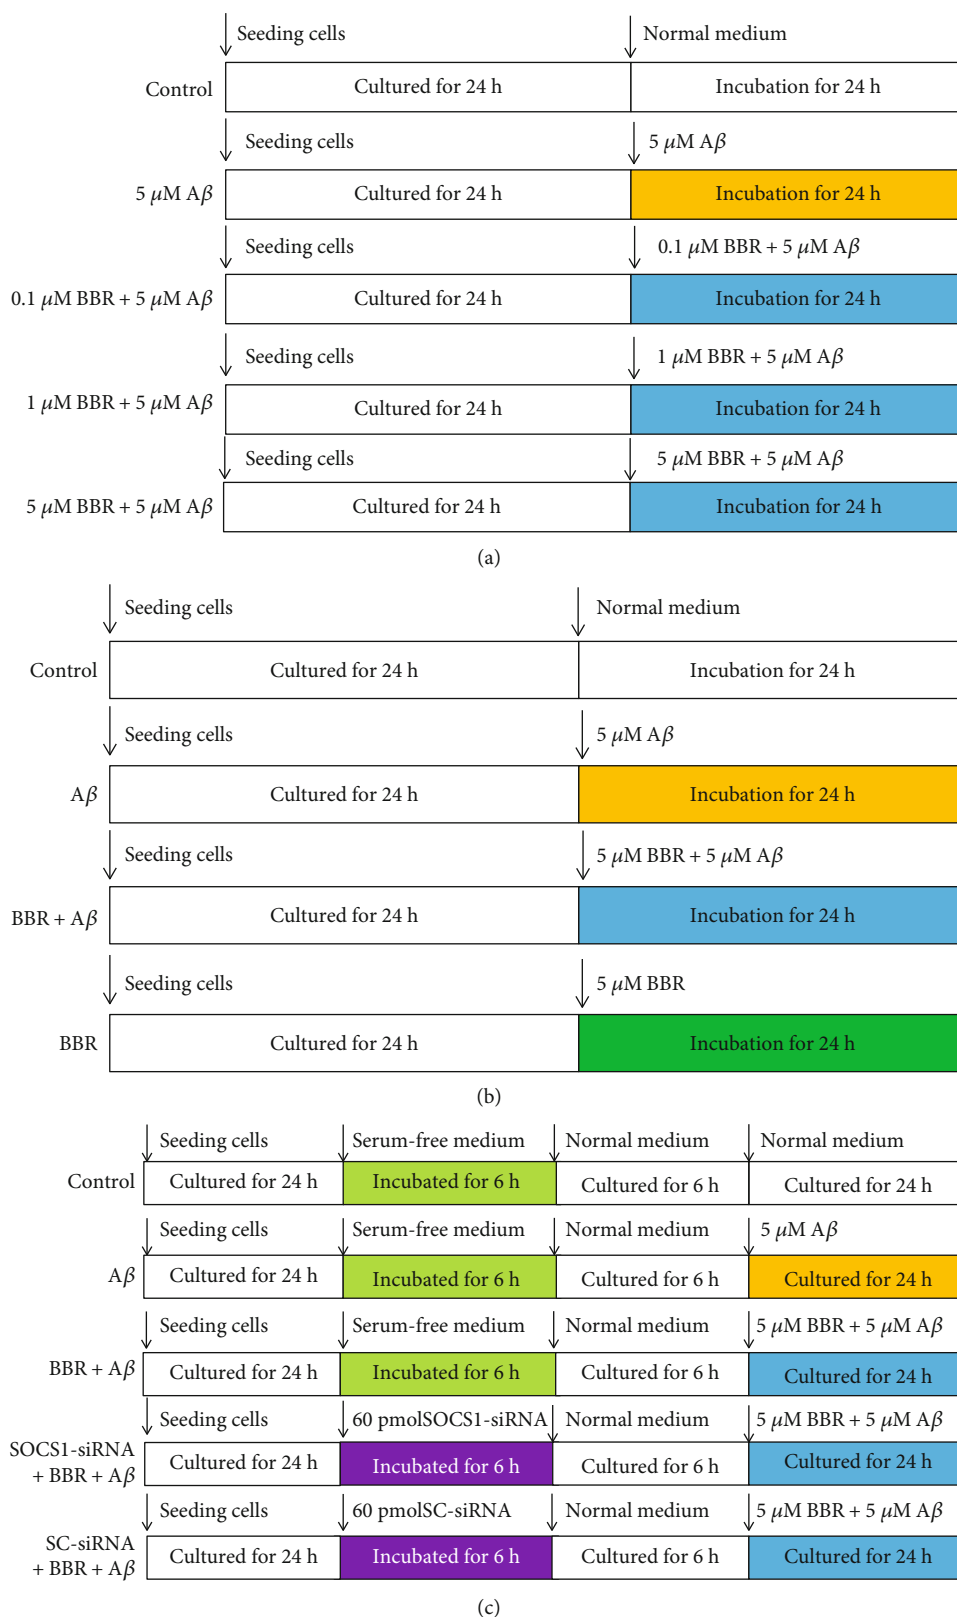 Seeding cells Normal medium
Control Cultured for 24 h Incubation for 24 h
Seeding cells 5 μM Aβ
5 μM Aβ Cultured for 24 h Incubation for 24 h
Seeding cells 0.1 μM BBR + 5 μM Aβ
0.1 μM BBR + 5 μM Aβ Cultured for 24 h Incubation for 24 h
Seeding cells 1 μM BBR + 5 μM Aβ
1 μM BBR + 5 μM Aβ Cultured for 24 h Incubation for 24 h
Seeding cells 5 μM BBR + 5 μM Aβ
5 μM BBR + 5 μM Aβ Cultured for 24 h Incubation for 24 h
(a)
Seeding cells Normal medium
Control Cultured for 24 h Incubation for 24 h
Seeding cells 5 μM Aβ
Aβ Cultured for 24 h Incubation for 24 h
Seeding cells 5 μM BBR + 5 μM Aβ
BBR + Aβ Cultured for 24 h Incubation for 24 h
Seeding cells 5 μM BBR
BBR Cultured for 24 h Incubation for 24 h
(b)
Seeding cells Serum-free medium Normal medium Normal medium
Control Cultured for 24 h Incubated for 6 h Cultured for 6 h Cultured for 24 h
Seeding cells Serum-free medium Normal medium 5 μM Aβ
Aβ Cultured for 24 h Incubated for 6 h Cultured for 6 h Cultured for 24 h
Seeding cells Serum-free medium Normal medium 5 μM BBR + 5 μM Aβ
BBR + Aβ Cultured for 24 h Incubated for 6 h Cultured for 6 h Cultured for 24 h
Seeding cells 60 pmolSOCS1-siRNA Normal medium 5 μM BBR + 5 μM Aβ
SOCS1-siRNA
+ BBR + Aβ Cultured for 24 h Incubated for 6 h Cultured for 6 h Cultured for 24 h
Seeding cells 60 pmolSC-siRNA Normal medium 5 μM BBR + 5 μM Aβ
SC-siRNA
+ BBR + Aβ Cultured for 24 h Incubated for 6 h Cultured for 6 h Cultured for 24 h
(c)